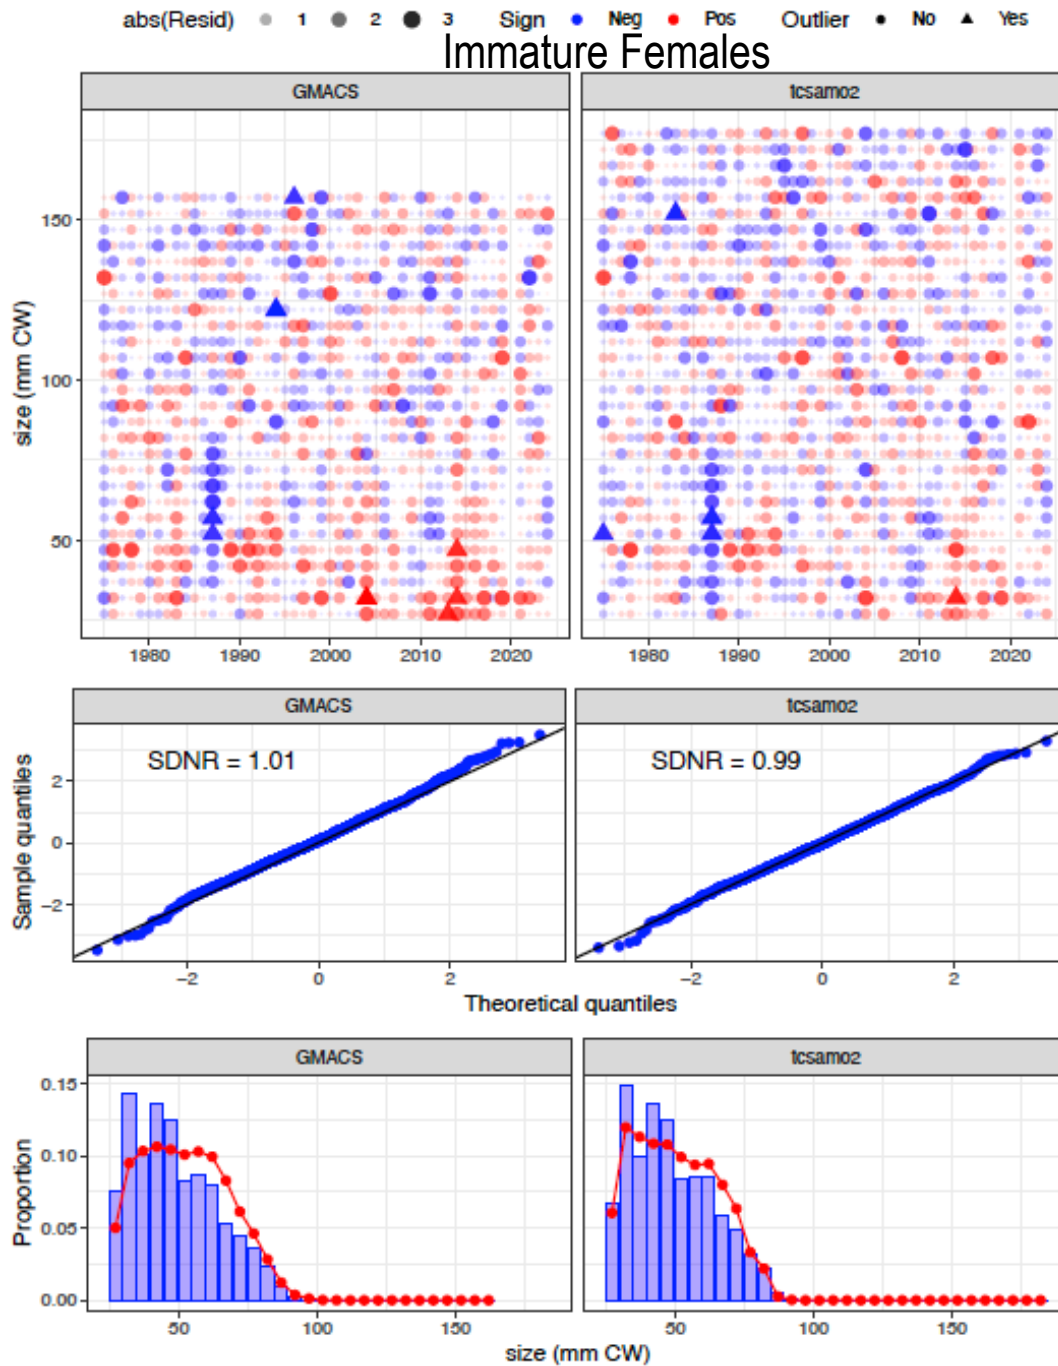 abs(Resid) 1 2 3 Sign Neg Pos Outlier No Yes
Immature Females
GMACS tcsam02
size (mm CW)
150
100
50
1980 1990 2000 2010 2020 1980 1990 2000 2010 2020
GMACS tcsam02
Sample quantiles
SDNR = 1.01 SDNR = 0.99
2
0
−2
−2 0 2 −2 0 2
Theoretical quantiles
GMACS tcsam02
Proportion
0.15
0.10
0.05
0.00
50 100 150 50 100 150
size (mm CW)